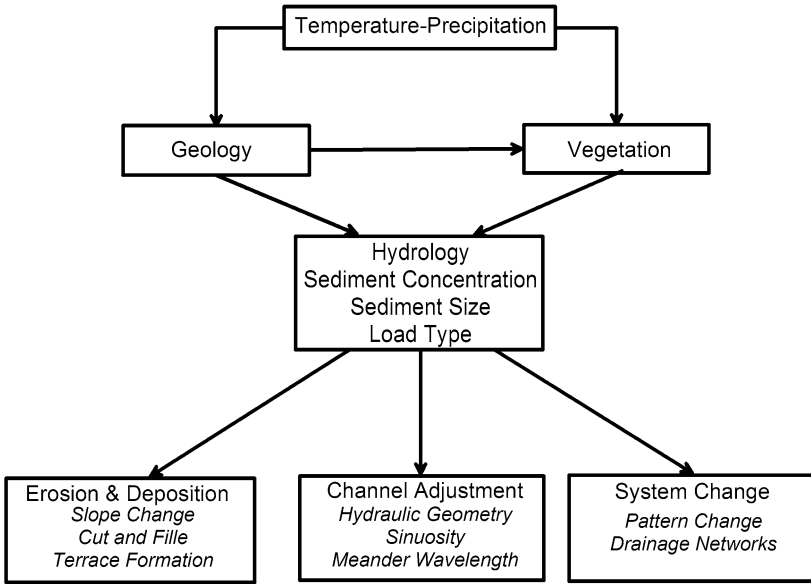 Temperature-Precipitation
Geology
Vegetation
Hydrology
Sediment Concentration
Sediment Size
Load Type
Erosion & Deposition
Slope Change
Cut and Fille
Terrace Formation
Channel Adjustment
Hydraulic Geometry
Sinuosity
Meander Wavelength
System Change
Pattern Change
Drainage Networks